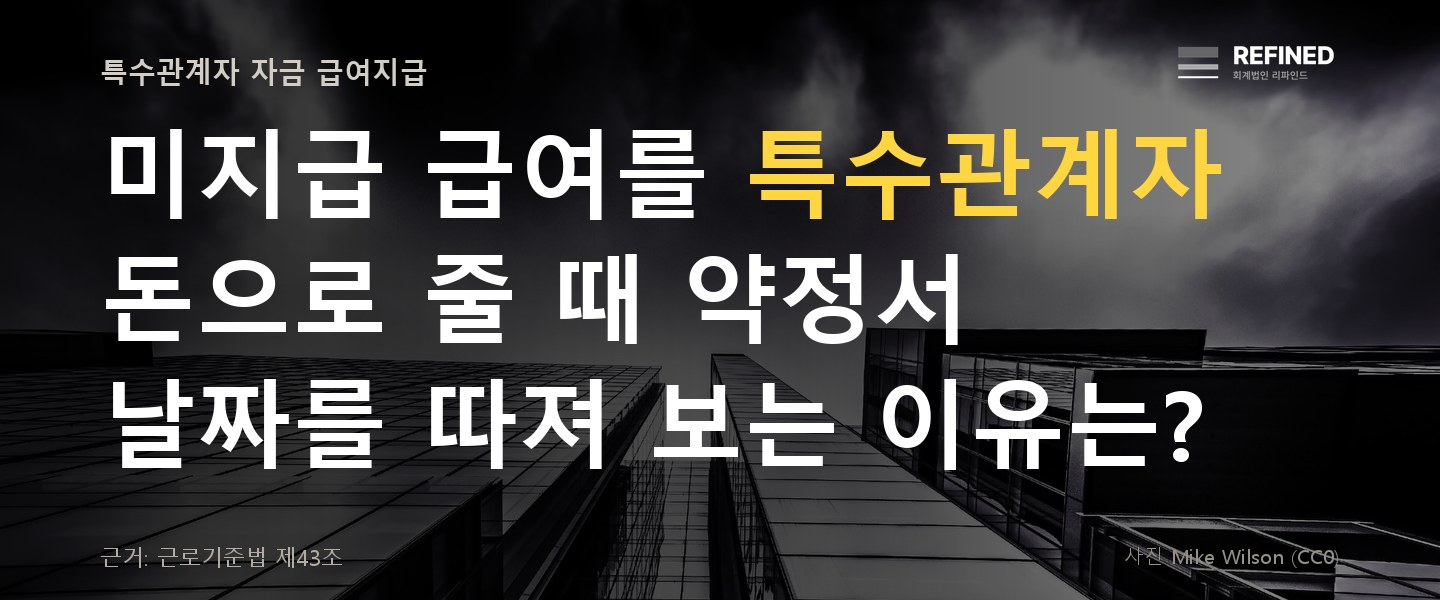 특수관계자 자금 급여지급
REFINED
회계법인 리파인드
미지급 급여를 특수관계자
돈으로 줄 때 약정서
날짜를 따져 보는 이유는?
근거: 근로기준법 제43조
사진 Mike Wilson (CC0)